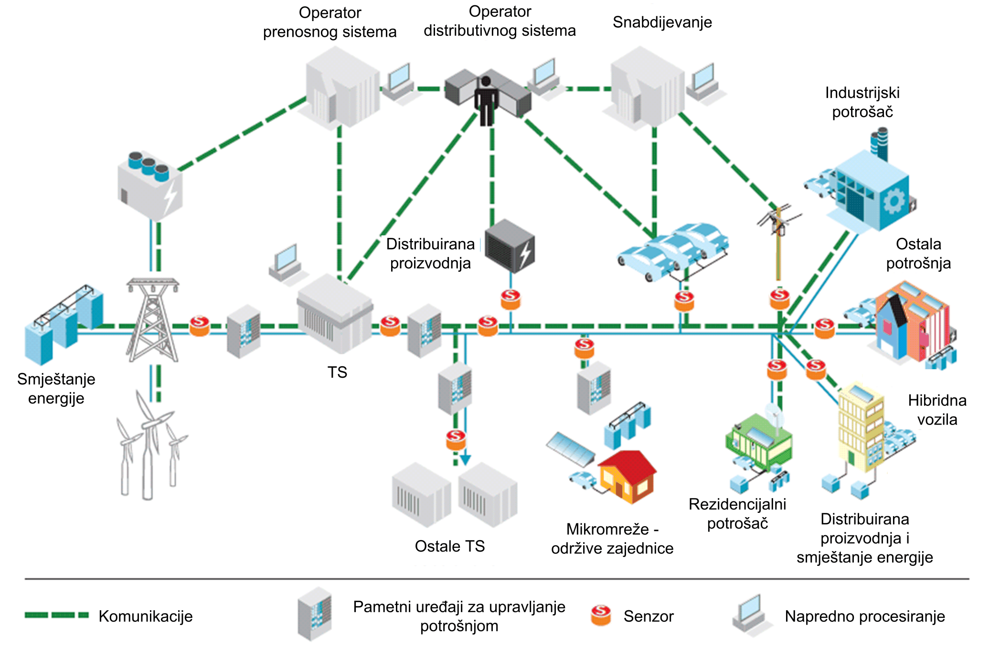 Operator
prenosnog sistema
Operator
distributivnog sistema
Snabdijevanje
Industrijski
potrošač
Distribuirana
proizvodnja
Ostala
potrošnja
Smještanje
energije
TS
Hibridna
vozila
Ostale TS
Mikromreže -
održive zajednice
Rezidencijalni
potrošač
Distribuirana
proizvodnja i
smještanje energije
S
S
S
S
S
S
S
S
S
S
S
Komunikacije
Pametni uređaji za upravljanje
potrošnjom
S
Senzor
Napredno procesiranje